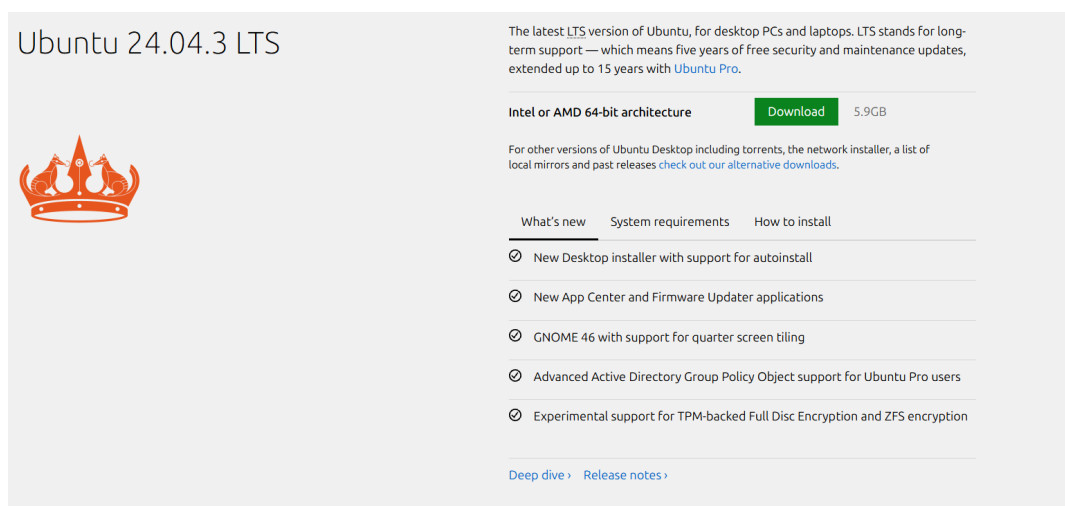 Ubuntu 24.04.3 LTS
The latest LTS version of Ubuntu, for desktop PCs and laptops. LTS stands for long-
term support — which means five years of free security and maintenance updates,
extended up to 15 years with Ubuntu Pro.
Intel or AMD 64-bit architecture
Download
5.9GB
For other versions of Ubuntu Desktop including torrents, the network installer, a list of
local mirrors and past releases check out our alternative downloads.
What's new
System requirements
How to install
New Desktop installer with support for autoinstall
New App Center and Firmware Updater applications
GNOME 46 with support for quarter screen tiling
Advanced Active Directory Group Policy Object support for Ubuntu Pro users
Experimental support for TPM-backed Full Disc Encryption and ZFS encryption
Deep dive ›
Release notes ›